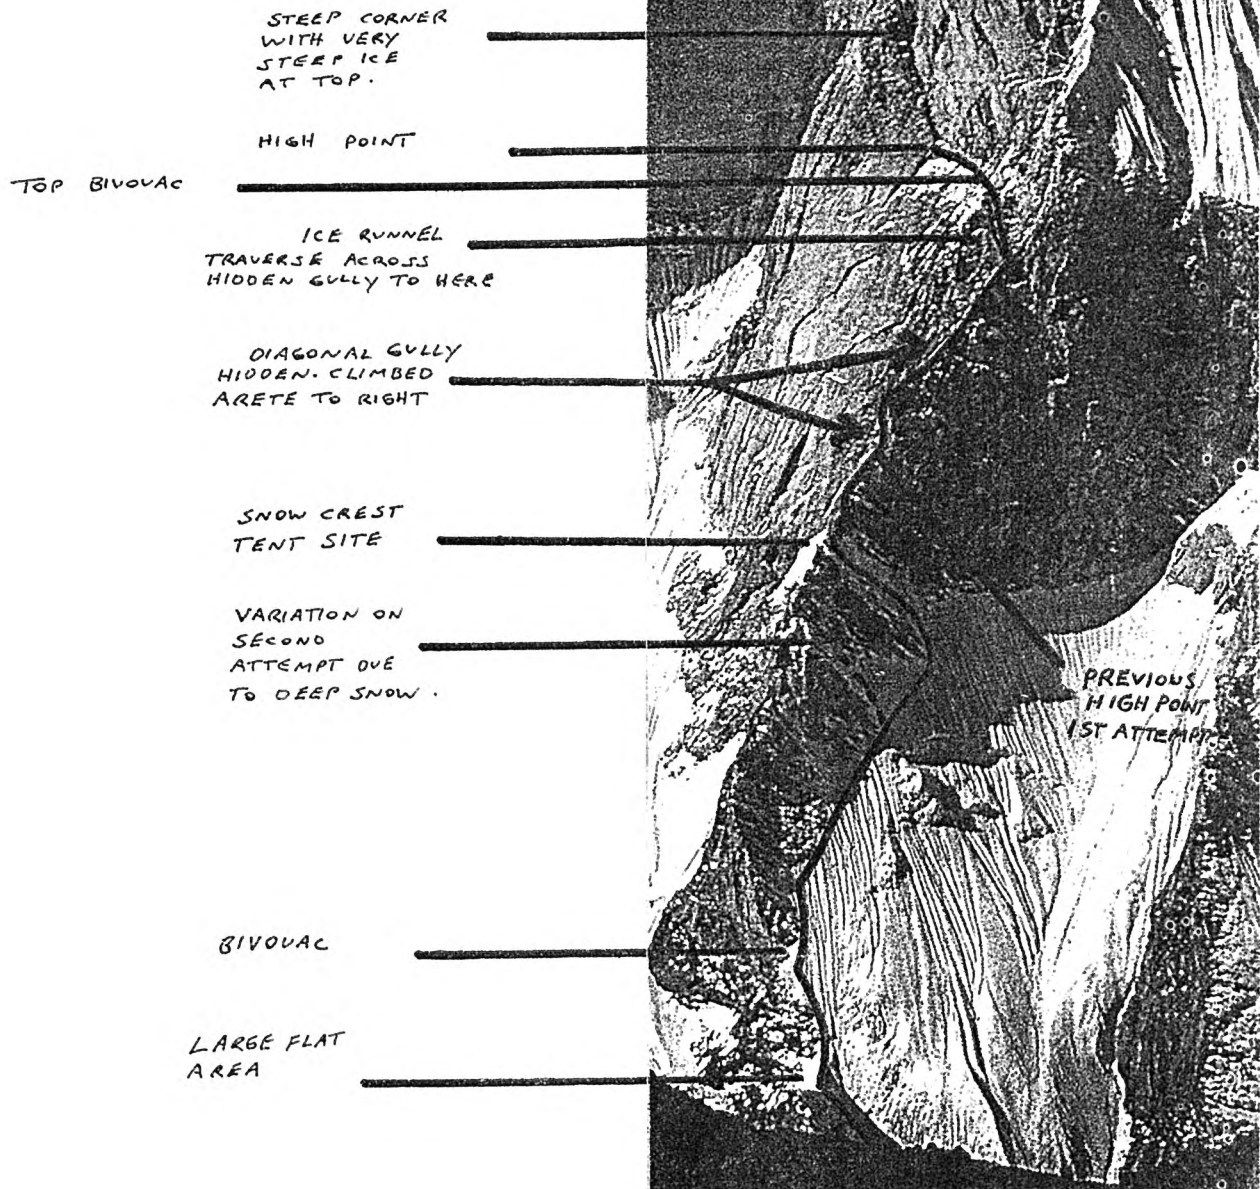 STEEP CORNER
WITH VERY
STEEP ICE
AT TOP.
HIGH POINT
TOP BIVOUAC
ICE RUNNEL
TRAVERSE ACROSS
HIDDEN GULLY TO HERE
DIAGONAL GULLY
HIDDEN. CLIMBED
ARETE TO RIGHT
SNOW CREST
TENT SITE
VARIATION ON
SECOND
ATTEMPT DUE
TO DEEP SNOW.
PREVIOUS
HIGH POINT
1ST ATTEMPT
BIVOUAC
LARGE FLAT
AREA